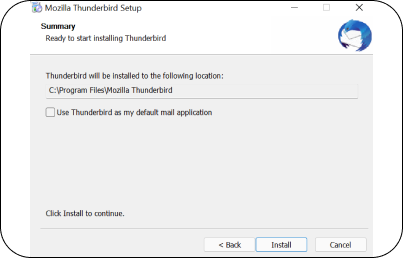 Mozilla Thunderbird Setup
Summary
Ready to start installing Thunderbird
Thunderbird will be installed to the following location:
C:\Program Files\Mozilla Thunderbird
Use Thunderbird as my default mail application
Click Install to continue.
< Back Install Cancel